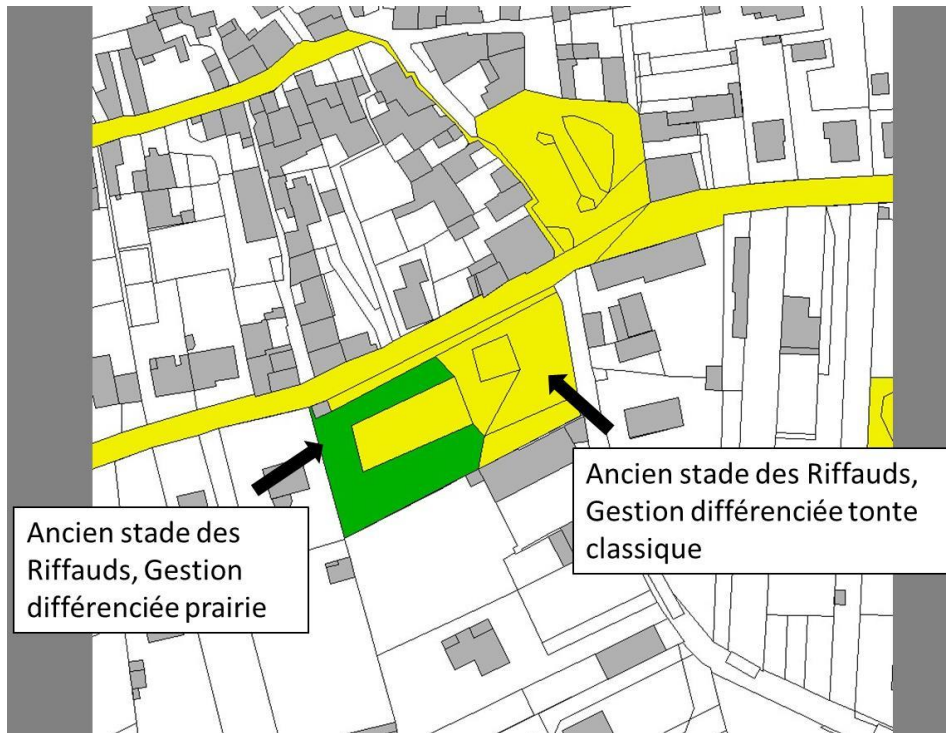 Ancien stade des
Riffauds, Gestion
différenciée prairie
Ancien stade des Riffauds,
Gestion différenciée tonte
classique